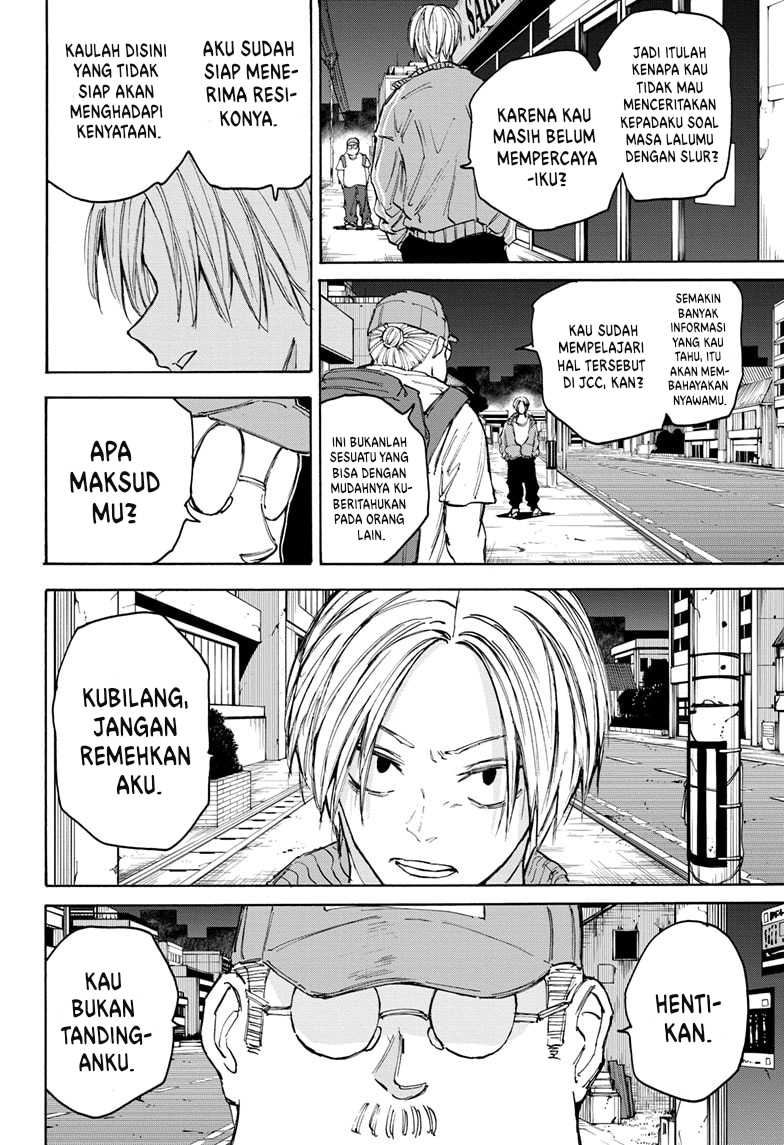 JADI ITULAH
KENAPA KAU
TIDAK MAU
MENCERITAKAN
KEPADAKU SOAL
MASA LALUMU
DENGAN SLUR?
KARENA KAU
MASIH BELUM
MEMPERCAYA
-IKU?
AKU SUDAH
SIAP MENE-
RIMA RESI-
KONYA.
KAULAH DISINI
YANG TIDAK
SIAP AKAN
MENGHADAPI
KENYATAAN.
SEMAKIN
BANYAK
INFORMASI
YANG KAU
TAHU, ITU
AKAN MEM-
BAHAYAKAN
NYAWAMU.
KAU SUDAH
MEMPELAJARI
HAL TERSEBUT
DI JCC, KAN?
INI BUKANLAH
SESUATU YANG
BISA DENGAN
MUDAHNYA KU-
BERITAHUKAN
PADA ORANG
LAIN.
APA
MAKSUD
MU?
KUBILANG,
JANGAN
REMEHKAN
AKU.
HENTI-
KAN.
KAU
BUKAN
TANDING-
ANKU.